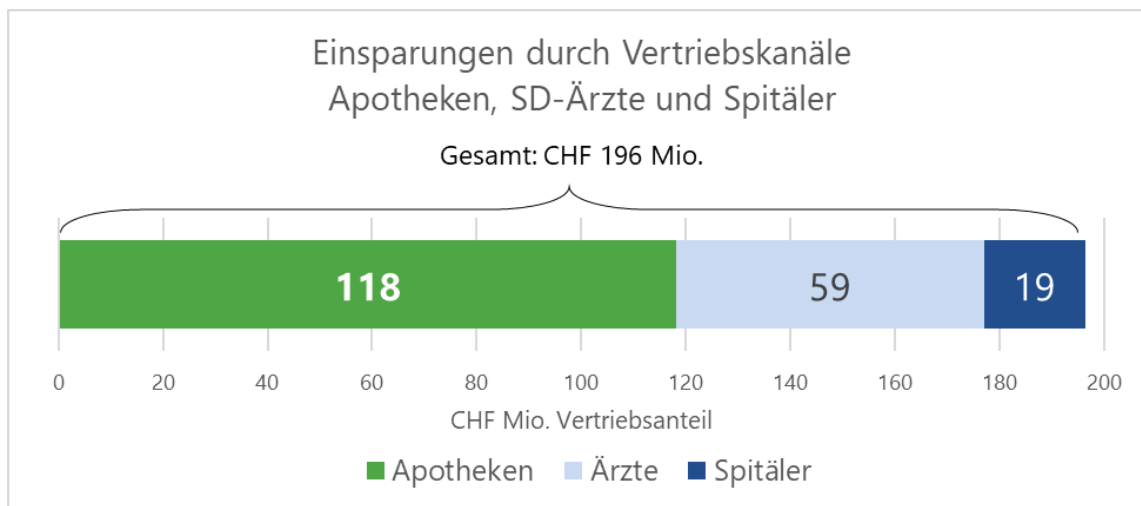 Einsparungen durch Vertriebskanäle
Apotheken, SD-Ärzte und Spitäler
Gesamt: CHF 196 Mio.
118 59 19
0 20 40 60 80 100 120 140 160 180 200
CHF Mio. Vertriebsanteil
Apotheken Ärzte Spitäler